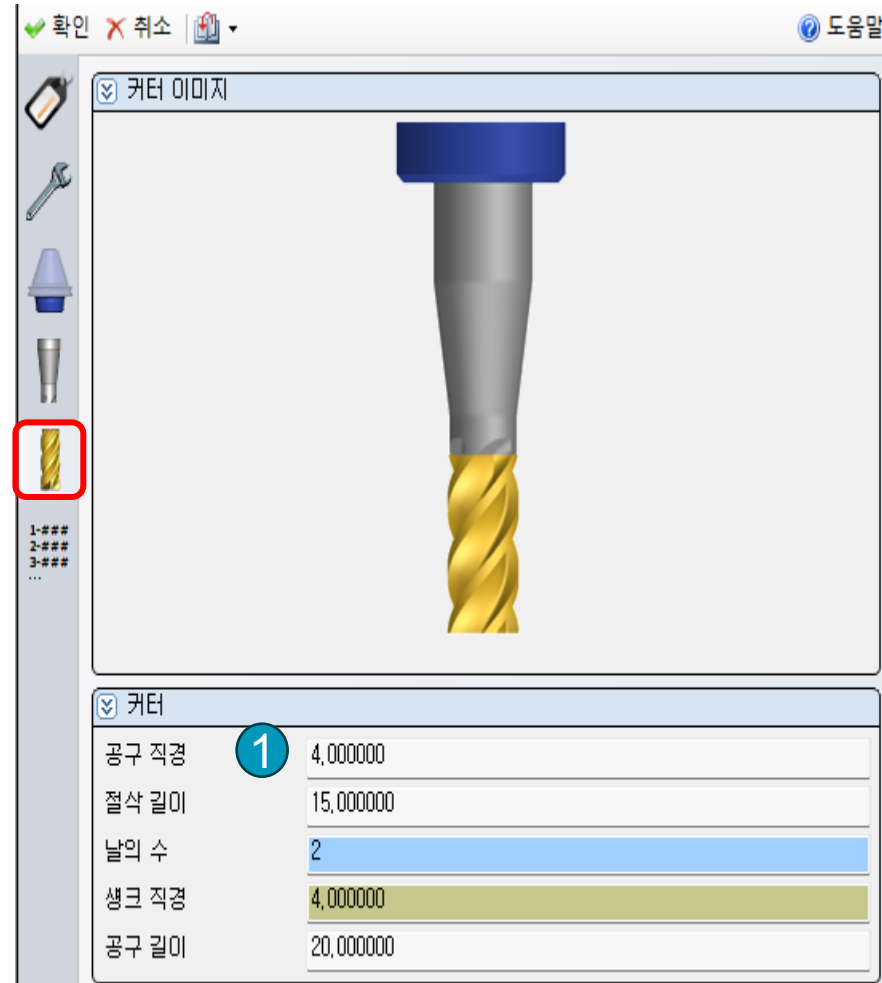 확인 취소 도움말
커터 이미지
1-###
2-###
3-###
...
커터
공구 직경 1 4,000000
절삭 길이 15,000000
날의 수 2
섕크 직경 4,000000
공구 길이 20,000000